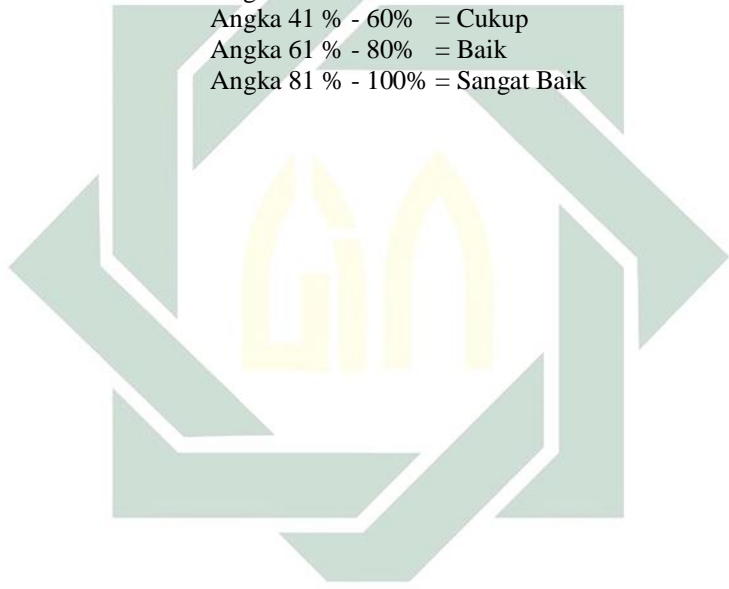 Angka 41 % - 60% = Cukup
Angka 61 % - 80% = Baik
Angka 81 % - 100% = Sangat Baik